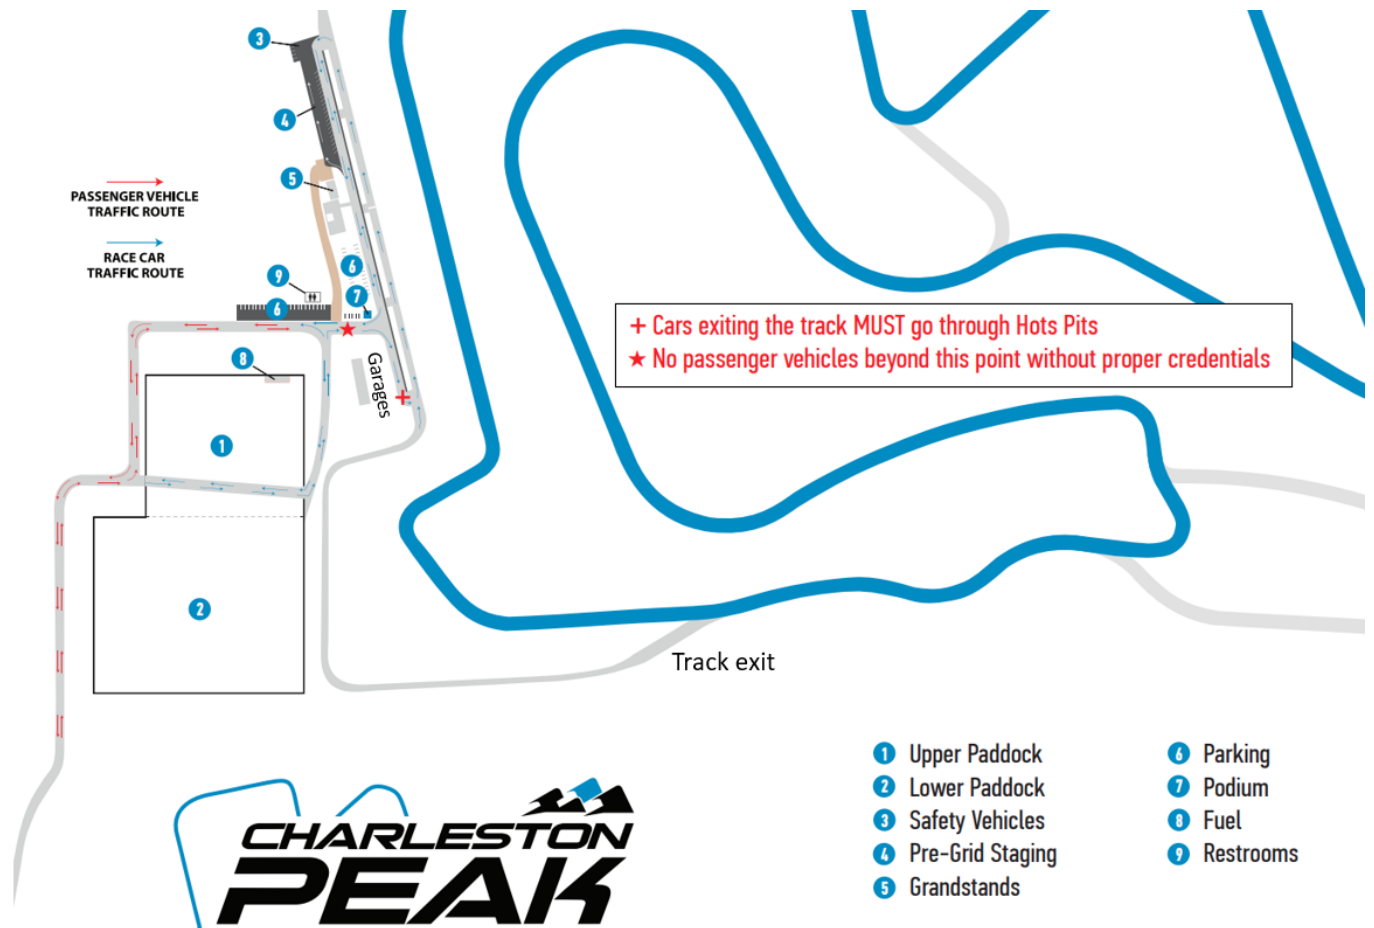 3
4
5
PASSENGER VEHICLE
TRAFFIC ROUTE
RACE CAR
TRAFFIC ROUTE
9
6
7
6
+ Cars exiting the track MUST go through Hots Pits
★ No passenger vehicles beyond this point without proper credentials
8
Garages
1
2
Track exit
1 Upper Paddock
2 Lower Paddock
3 Safety Vehicles
4 Pre-Grid Staging
5 Grandstands
6 Parking
7 Podium
8 Fuel
9 Restrooms
CHARLESTON
PEAK